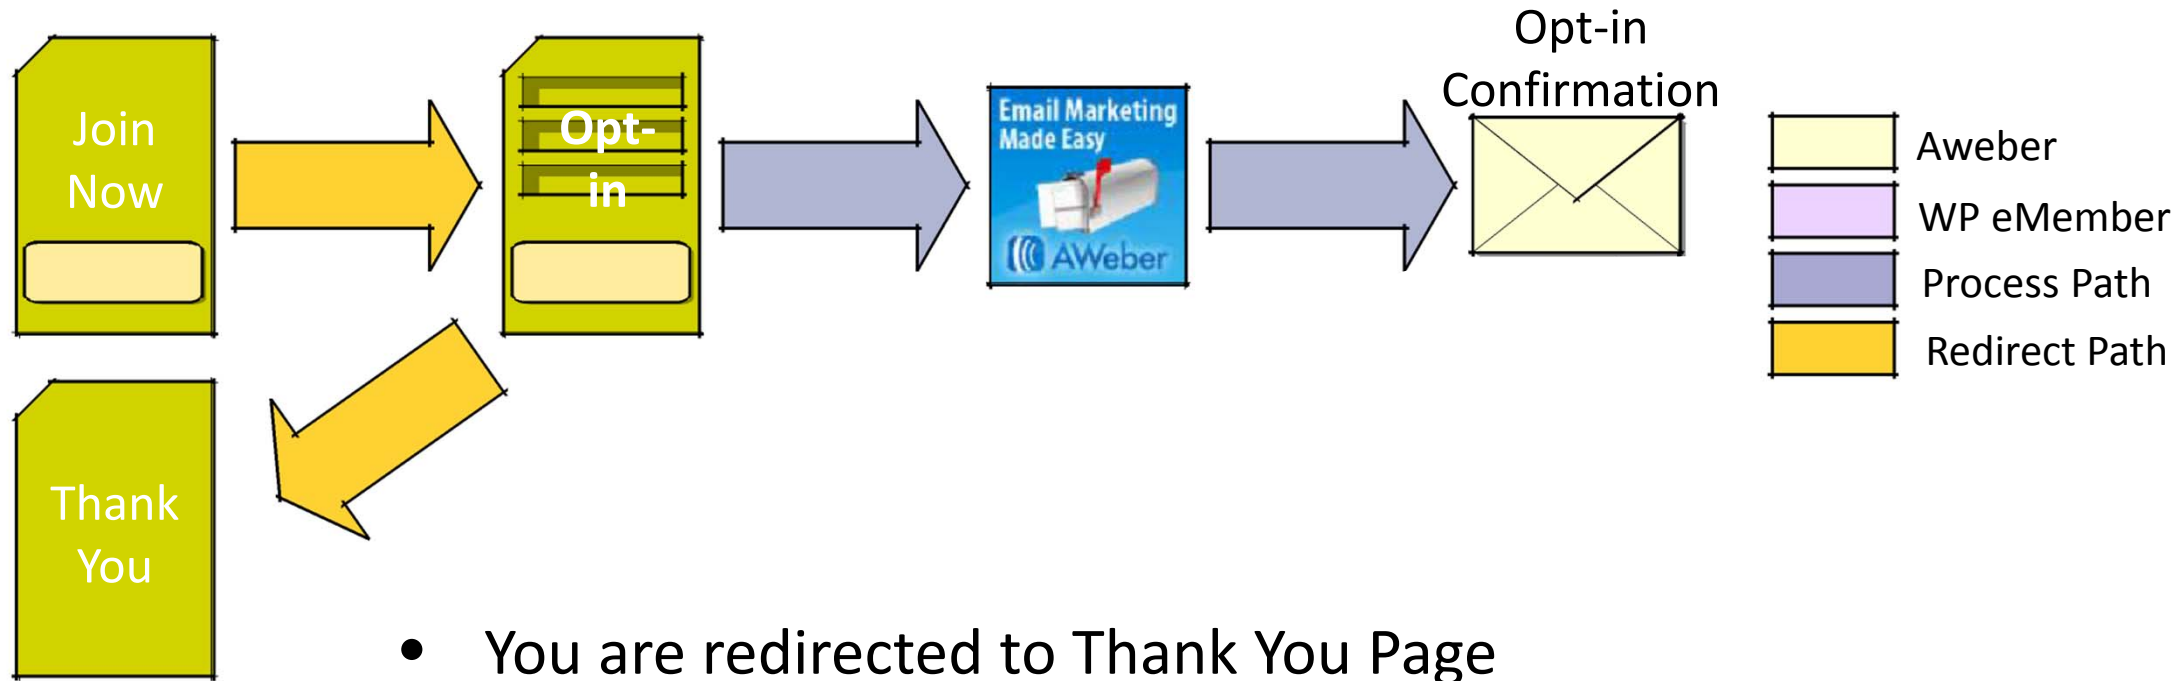 Join
Now
Opt-
in
Email Marketing
Made Easy
AWeber
Opt-in
Confirmation
Aweber
WP eMember
Process Path
Redirect Path
Thank
You
• You are redirected to Thank You Page